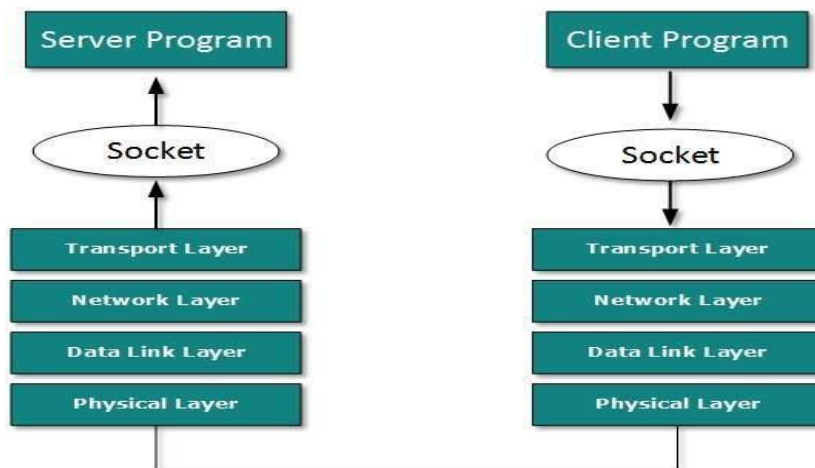 Server Program
Socket
Transport Layer
Network Layer
Data Link Layer
Physical Layer
Client Program
Socket
Transport Layer
Network Layer
Data Link Layer
Physical Layer